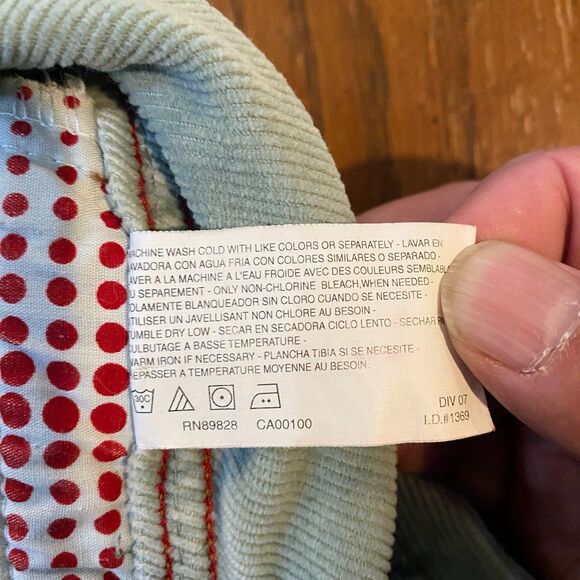 MACHINE WASH COLD WITH LIKE COLORS OR SEPARATELY - LAVAR EN
LAVADORA CON AGUA FRIA CON COLORES SIMILARES O SEPARADO -
LAVER A LA MACHINE A L'EAU FROIDE AVEC DES COULEURS SEMBLABLE
OU SEPAREMENT - ONLY NON-CHLORINE BLEACH,WHEN NEEDED -
SOLAMENTE BLANQUEADOR SIN CLORO CUANDO SE NECESITE -
UTILISER UN JAVELLISANT NON CHLORE AU BESOIN -
TUMBLE DRY LOW - SECAR EN SECADORA CICLO LENTO - SECHAR PAR
CULBUTAGE A BASSE TEMPERATURE -
WARM IRON IF NECESSARY - PLANCHA TIBIA SI SE NECESITE -
REPASSER A TEMPERATURE MOYENNE AU BESOIN.
30C
RN89828 CA00100
DIV 07
I.D.#1369